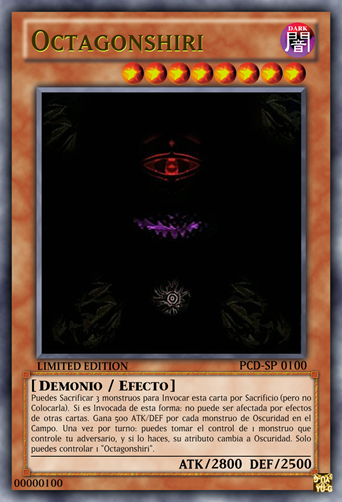 OCTAGONSHIRI
DARK
闇
LIMITED EDITION PCD-SP 0100
[ DEMONIO / EFECTO ]
Puedes Sacrificar 3 monstruos para Invocar esta carta por Sacrificio (pero no
Colocarla). Si es Invocada de esta forma: no puede ser afectada por efectos
de otras cartas. Gana 500 ATK/DEF por cada monstruo de Oscuridad en el
Campo. Una vez por turno: puedes tomar el control de 1 monstruo que
controle tu adversario, y si lo haces, su atributo cambia a Oscuridad. Solo
puedes controlar 1 "Octagonshiri".
ATK/2800 DEF/2500
00000100